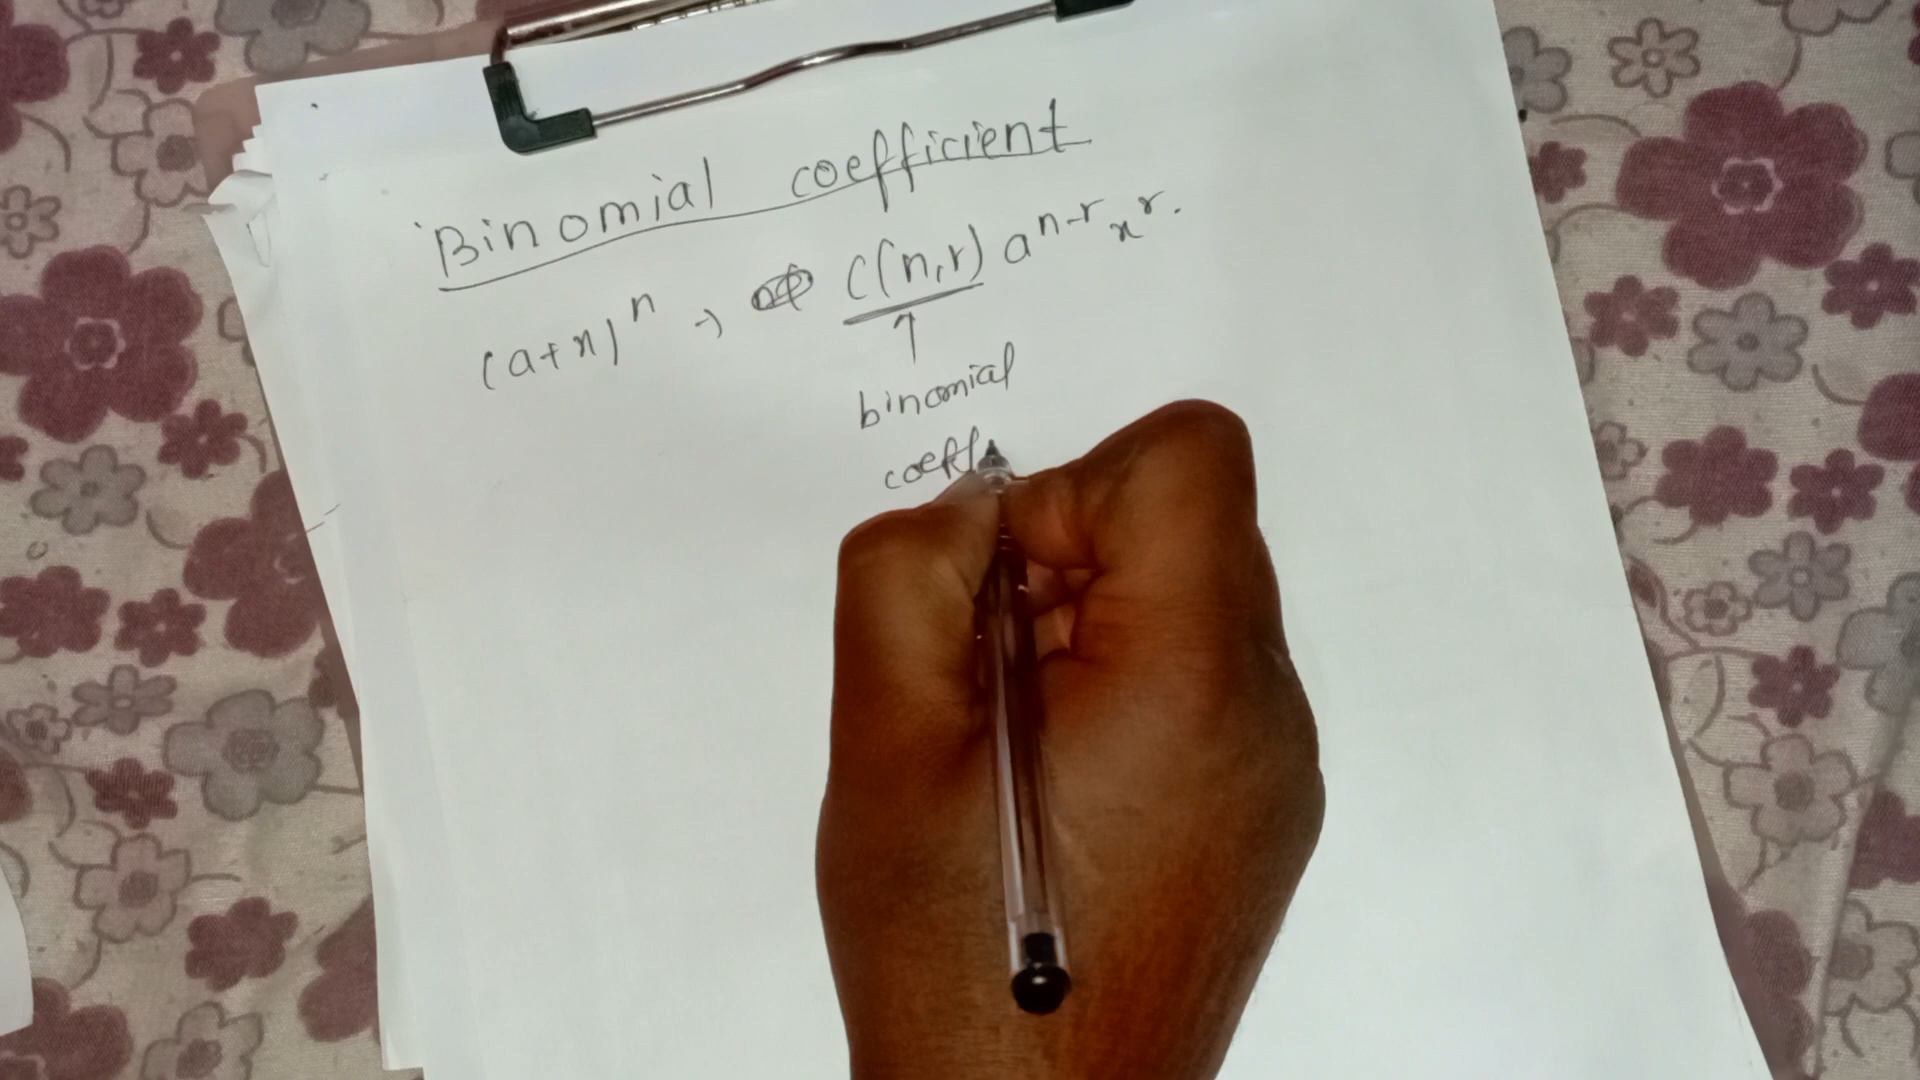 Binomial coefficient
(a+x)^n → C(n,r) a^n-r x^r.
↑
binomial
coeff